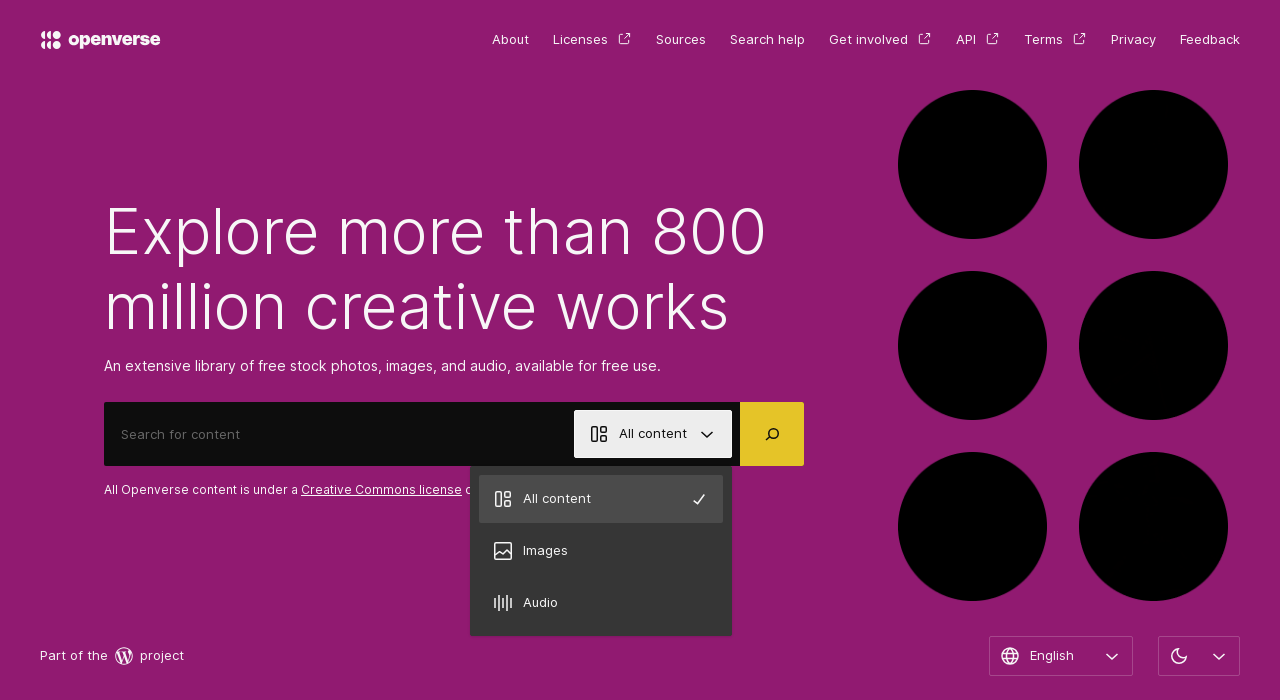 openverse
About Licenses Sources Search help Get involved API Terms Privacy Feedback
Explore more than 800
million creative works
An extensive library of free stock photos, images, and audio, available for free use.
Search for content
All content
All Openverse content is under a Creative Commons license
All content
Images
Audio
Part of the project
English